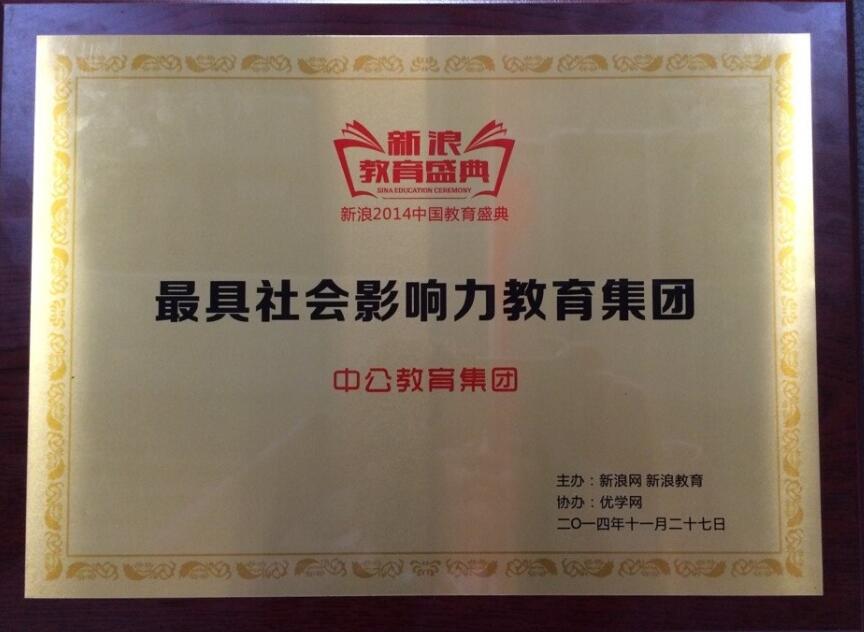 新浪
教育盛典
SINA EDUCATION CEREMONY
新浪2014中国教育盛典
最具社会影响力教育集团
中公教育集团
主办：新浪网 新浪教育
协办：优学网
二〇一四年十一月二十七日